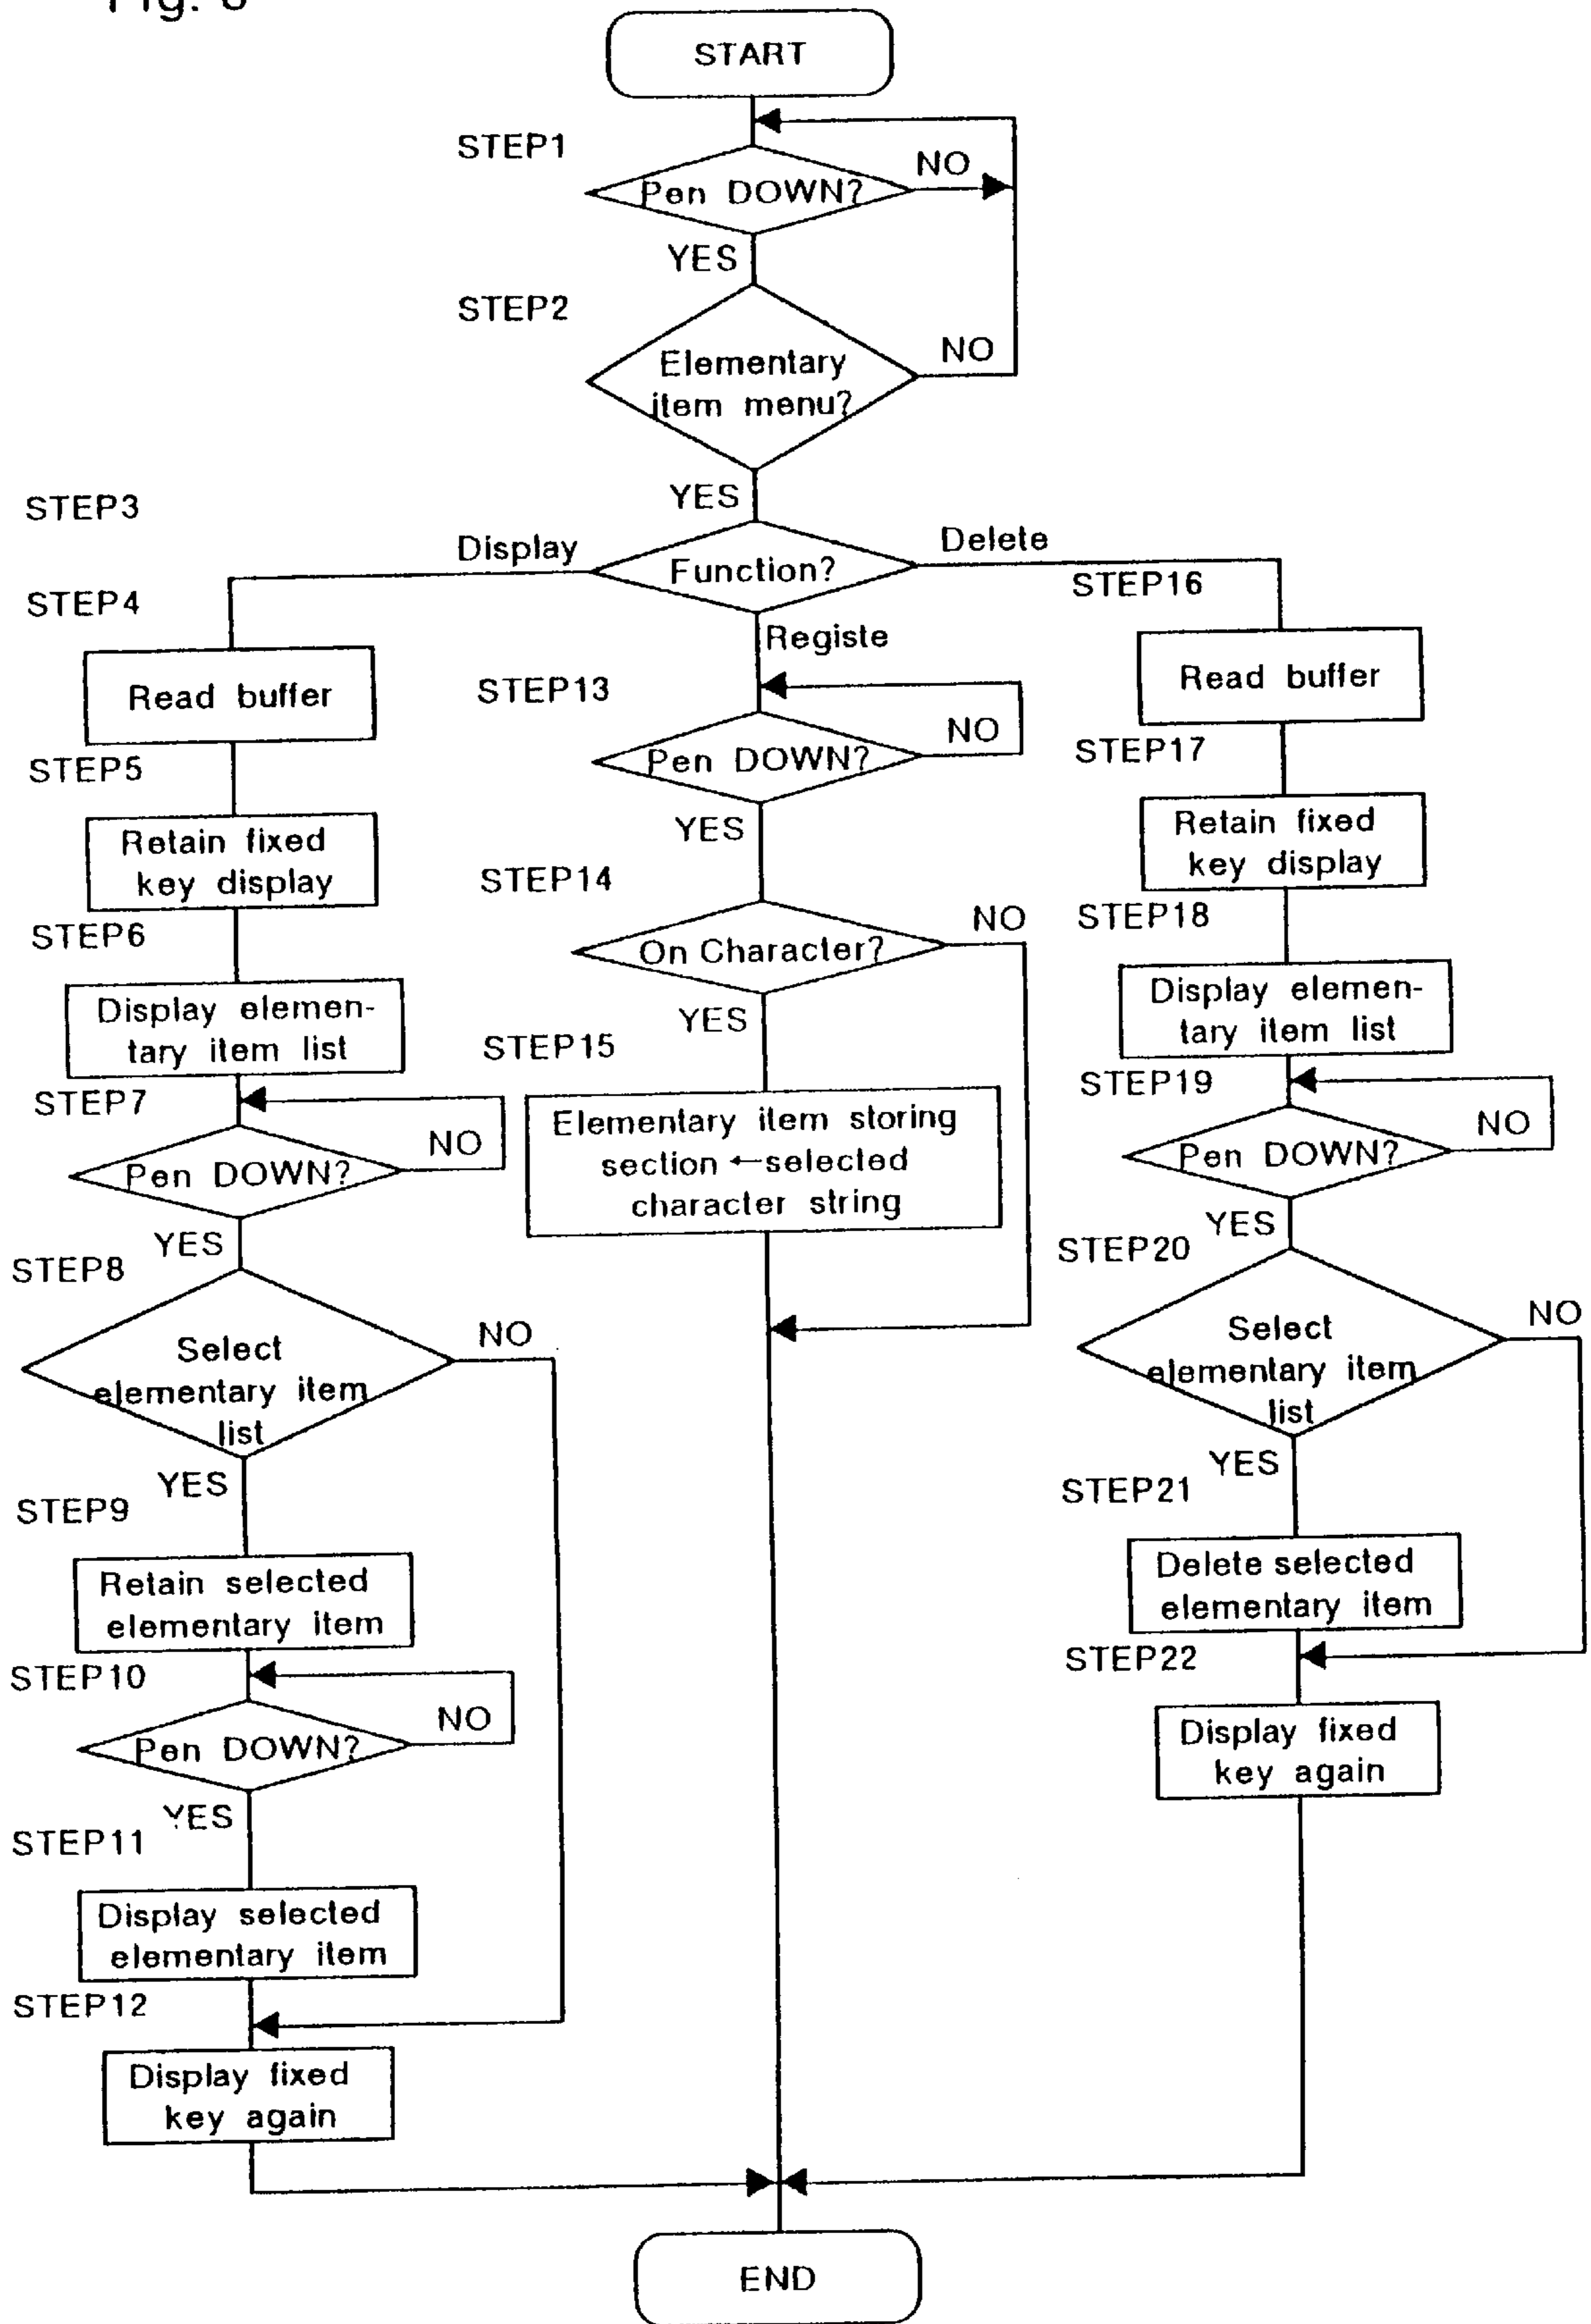 START
STEP1
Pen DOWN?
NO
YES
STEP2
Elementary
item menu?
NO
YES
STEP3
Function?
Display
Registe
Delete
STEP4
Read buffer
STEP5
Retain fixed
key display
STEP6
Display elemen-
tary item list
STEP7
Pen DOWN?
NO
YES
STEP8
Select
elementary item
list
NO
YES
STEP9
Retain selected
elementary item
STEP10
Pen DOWN?
NO
YES
STEP11
Display selected
elementary item
STEP12
Display fixed
key again
STEP13
Pen DOWN?
NO
YES
STEP14
On Character?
NO
YES
STEP15
Elementary item storing
section ←selected
character string
STEP16
Read buffer
STEP17
Retain fixed
key display
STEP18
Display elemen-
tary item list
STEP19
Pen DOWN?
NO
YES
STEP20
Select
elementary item
list
NO
YES
STEP21
Delete selected
elementary item
STEP22
Display fixed
key again
END